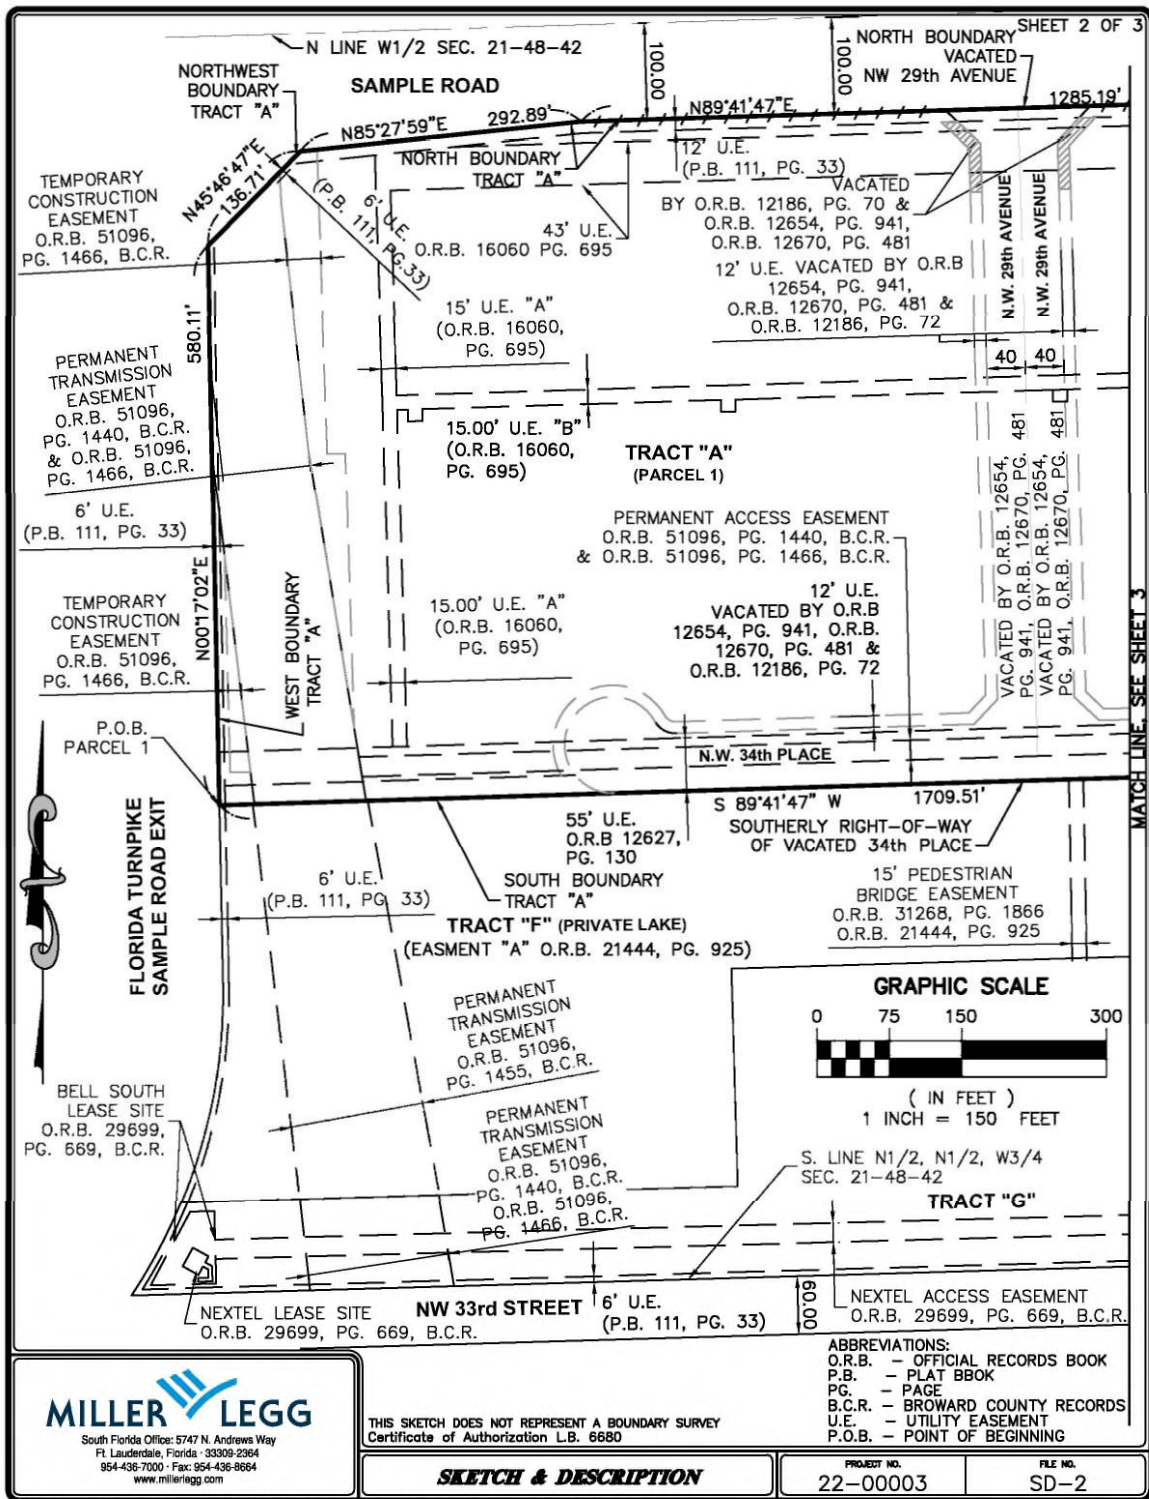 SHEET 2 OF 3
N LINE W1/2 SEC. 21-48-42
100.00
100.00
NORTH BOUNDARY
VACATED
NW 29th AVENUE
NORTHWEST
BOUNDARY
TRACT "A"
SAMPLE ROAD
N85°27'59"E 292.89'
N89°41'47"E
1285.19'
NORTH BOUNDARY
TRACT "A"
12' U.E.
(P.B. 111, PG. 33)
N45°46'47"E
136.71'
TEMPORARY
CONSTRUCTION
EASEMENT
O.R.B. 51096,
PG. 1466, B.C.R.
6' U.E.
(P.B. 111, PG.33)
43' U.E.
O.R.B. 16060 PG. 695
VACATED
BY O.R.B. 12186, PG. 70 &
O.R.B. 12654, PG. 941,
O.R.B. 12670, PG. 481
N.W. 29th AVENUE
N.W. 29th AVENUE
12' U.E. VACATED BY O.R.B
12654, PG. 941,
O.R.B. 12670, PG. 481 &
O.R.B. 12186, PG. 72
15' U.E. "A"
(O.R.B. 16060,
PG. 695)
580.11'
40 40
PERMANENT
TRANSMISSION
EASEMENT
O.R.B. 51096,
PG. 1440, B.C.R.
& O.R.B. 51096,
PG. 1466, B.C.R.
15.00' U.E. "B"
(O.R.B. 16060,
PG. 695)
TRACT "A"
(PARCEL 1)
6' U.E.
(P.B. 111, PG. 33)
PERMANENT ACCESS EASEMENT
O.R.B. 51096, PG. 1440, B.C.R.
& O.R.B. 51096, PG. 1466, B.C.R.
VACATED BY O.R.B. 12654,
PG. 941, O.R.B. 12670, PG. 481
VACATED BY O.R.B. 12654,
PG. 941, O.R.B. 12670, PG. 481
N00°17'02"E
WEST BOUNDARY
TRACT "A"
TEMPORARY
CONSTRUCTION
EASEMENT
O.R.B. 51096,
PG. 1466, B.C.R.
15.00' U.E. "A"
(O.R.B. 16060,
PG. 695)
12' U.E.
VACATED BY O.R.B
12654, PG. 941, O.R.B.
12670, PG. 481 &
O.R.B. 12186, PG. 72
MATCH LINE, SEE SHEET 3
P.O.B.
PARCEL 1
N.W. 34th PLACE
S 89°41'47" W 1709.51'
FLORIDA TURNPIKE
SAMPLE ROAD EXIT
55' U.E.
O.R.B 12627,
PG. 130
SOUTHERLY RIGHT-OF-WAY
OF VACATED 34th PLACE
6' U.E.
(P.B. 111, PG. 33)
SOUTH BOUNDARY
TRACT "A"
15' PEDESTRIAN
BRIDGE EASEMENT
O.R.B. 31268, PG. 1866
O.R.B. 21444, PG. 925
TRACT "F" (PRIVATE LAKE)
(EASMENT "A" O.R.B. 21444, PG. 925)
GRAPHIC SCALE
0 75 150 300
( IN FEET )
1 INCH = 150 FEET
PERMANENT
TRANSMISSION
EASEMENT
O.R.B. 51096,
PG. 1455, B.C.R.
BELL SOUTH
LEASE SITE
O.R.B. 29699,
PG. 669, B.C.R.
PERMANENT
TRANSMISSION
EASEMENT
O.R.B. 51096,
PG. 1440, B.C.R.
O.R.B. 51096,
PG. 1466, B.C.R.
S. LINE N1/2, N1/2, W3/4
SEC. 21-48-42
TRACT "G"
NEXTEL LEASE SITE
O.R.B. 29699, PG. 669, B.C.R.
NW 33rd STREET
6' U.E.
(P.B. 111, PG. 33)
60.00
NEXTEL ACCESS EASEMENT
O.R.B. 29699, PG. 669, B.C.R.
ABBREVIATIONS:
O.R.B. – OFFICIAL RECORDS BOOK
P.B. – PLAT BBOK
PG. – PAGE
B.C.R. – BROWARD COUNTY RECORDS
U.E. – UTILITY EASEMENT
P.O.B. – POINT OF BEGINNING
MILLER LEGG
South Florida Office: 5747 N. Andrews Way
Ft. Lauderdale, Florida · 33309-2364
954-436-7000 · Fax: 954-436-8664
www.millerlegg.com
THIS SKETCH DOES NOT REPRESENT A BOUNDARY SURVEY
Certificate of Authorization L.B. 6680
SKETCH & DESCRIPTION
PROJECT NO.
22-00003
FILE NO.
SD-2